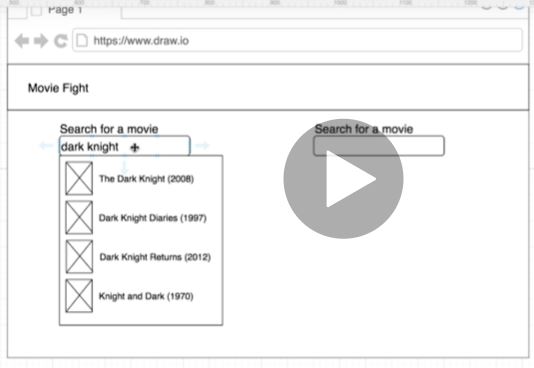 Page 1
https://www.draw.io
Movie Fight
Search for a movie
dark knight
The Dark Knight (2008)
Dark Knight Diaries (1997)
Dark Knight Returns (2012)
Knight and Dark (1970)
Search for a movie